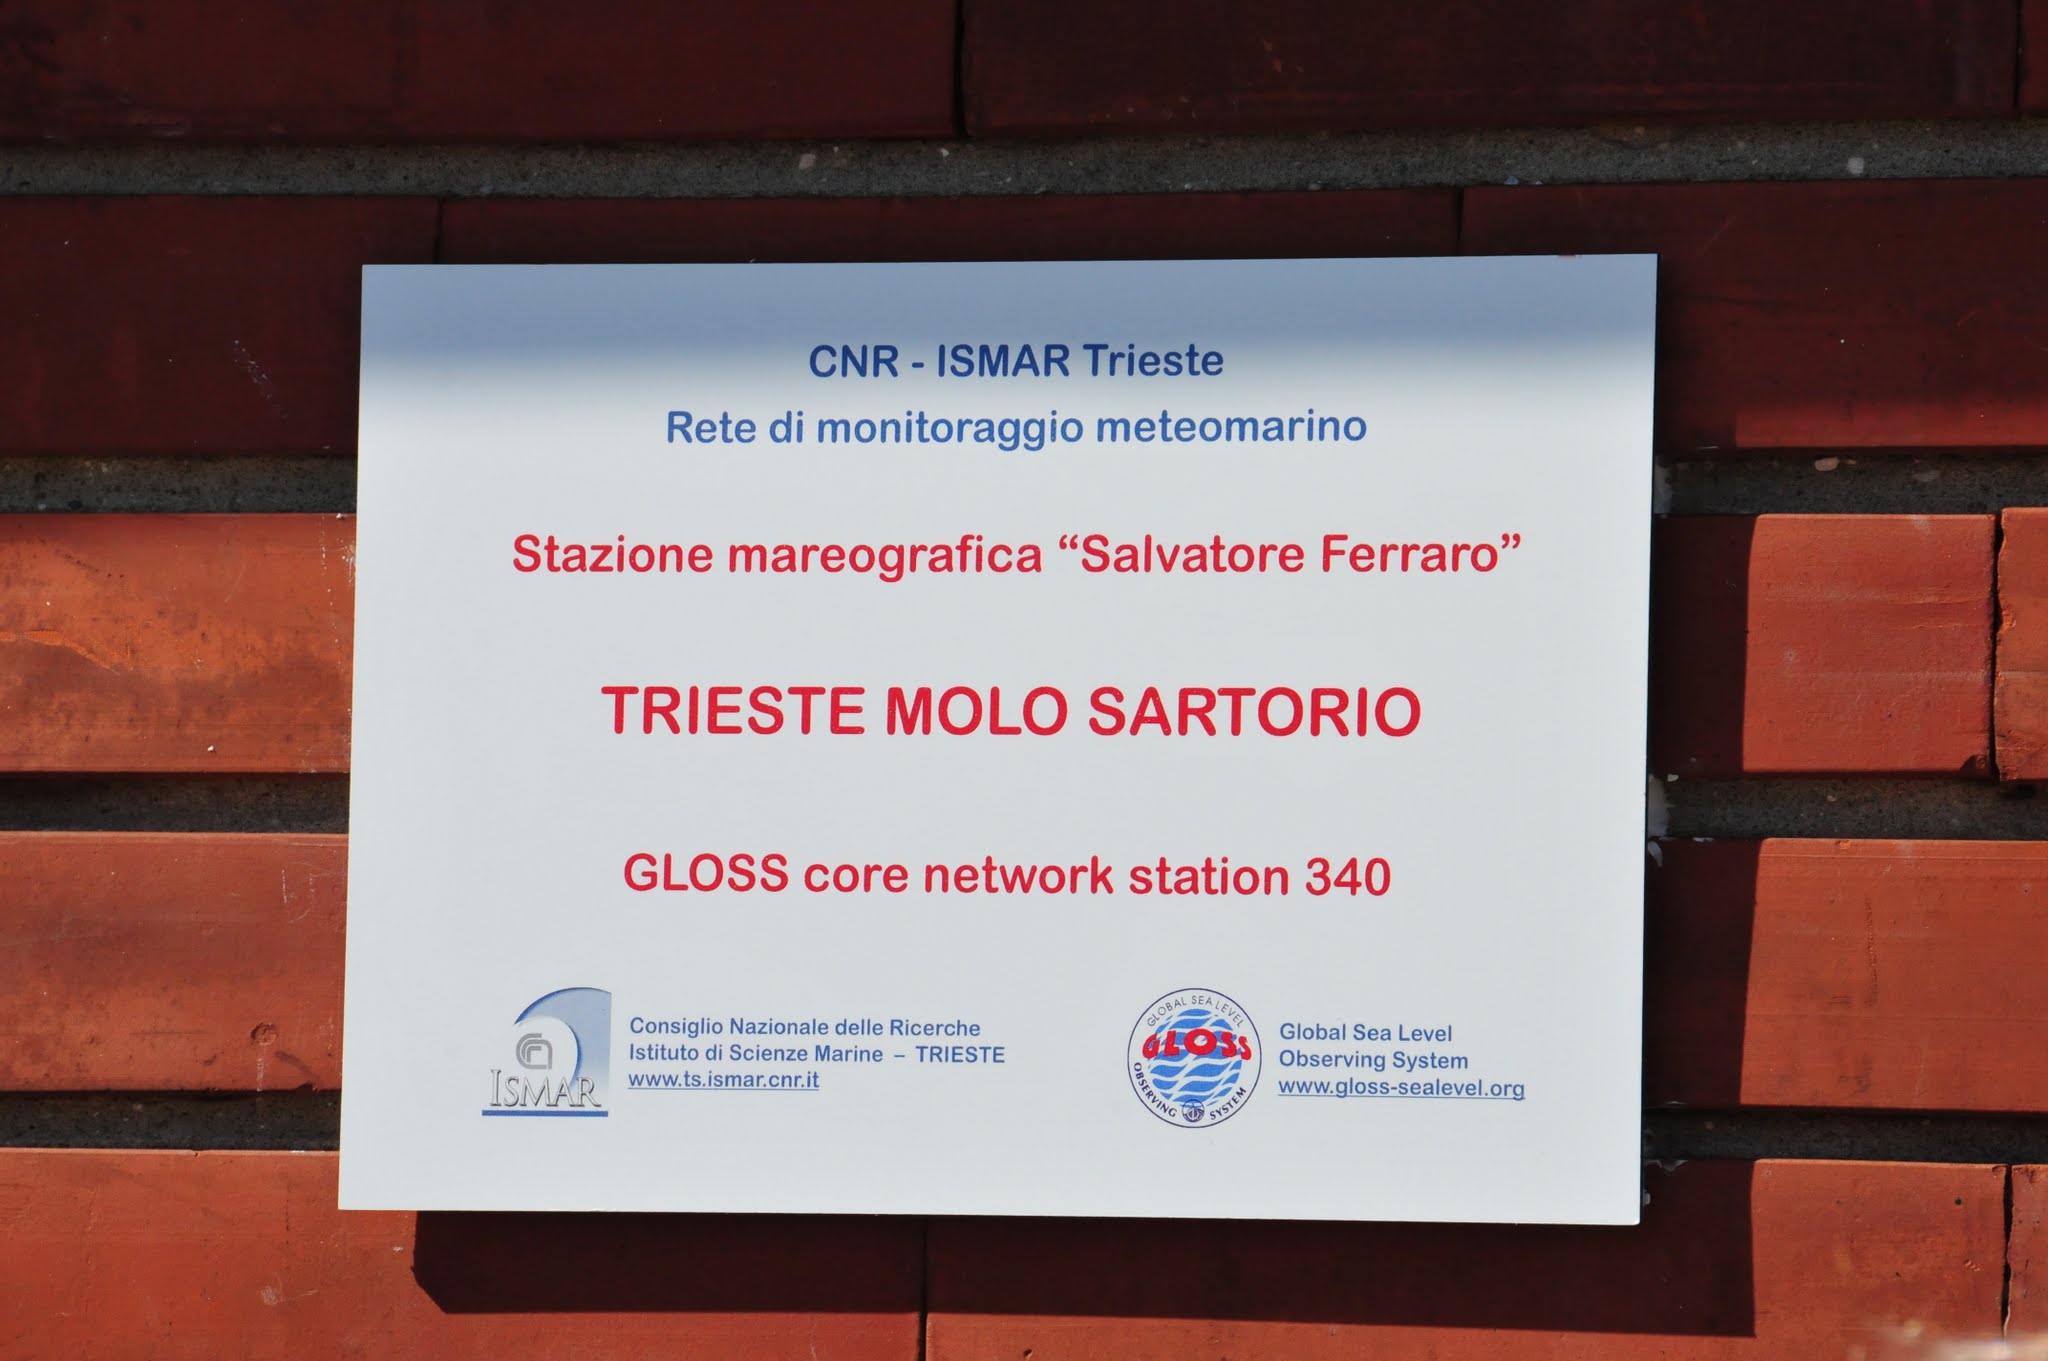 CNR - ISMAR Trieste
Rete di monitoraggio meteomarino
Stazione mareografica “Salvatore Ferraro”
TRIESTE MOLO SARTORIO
GLOSS core network station 340
ISMAR
Consiglio Nazionale delle Ricerche
Istituto di Scienze Marine – TRIESTE
www.ts.ismar.cnr.it
GLOBAL SEA LEVEL
GLOSS
OBSERVING SYSTEM
Global Sea Level
Observing System
www.gloss-sealevel.org